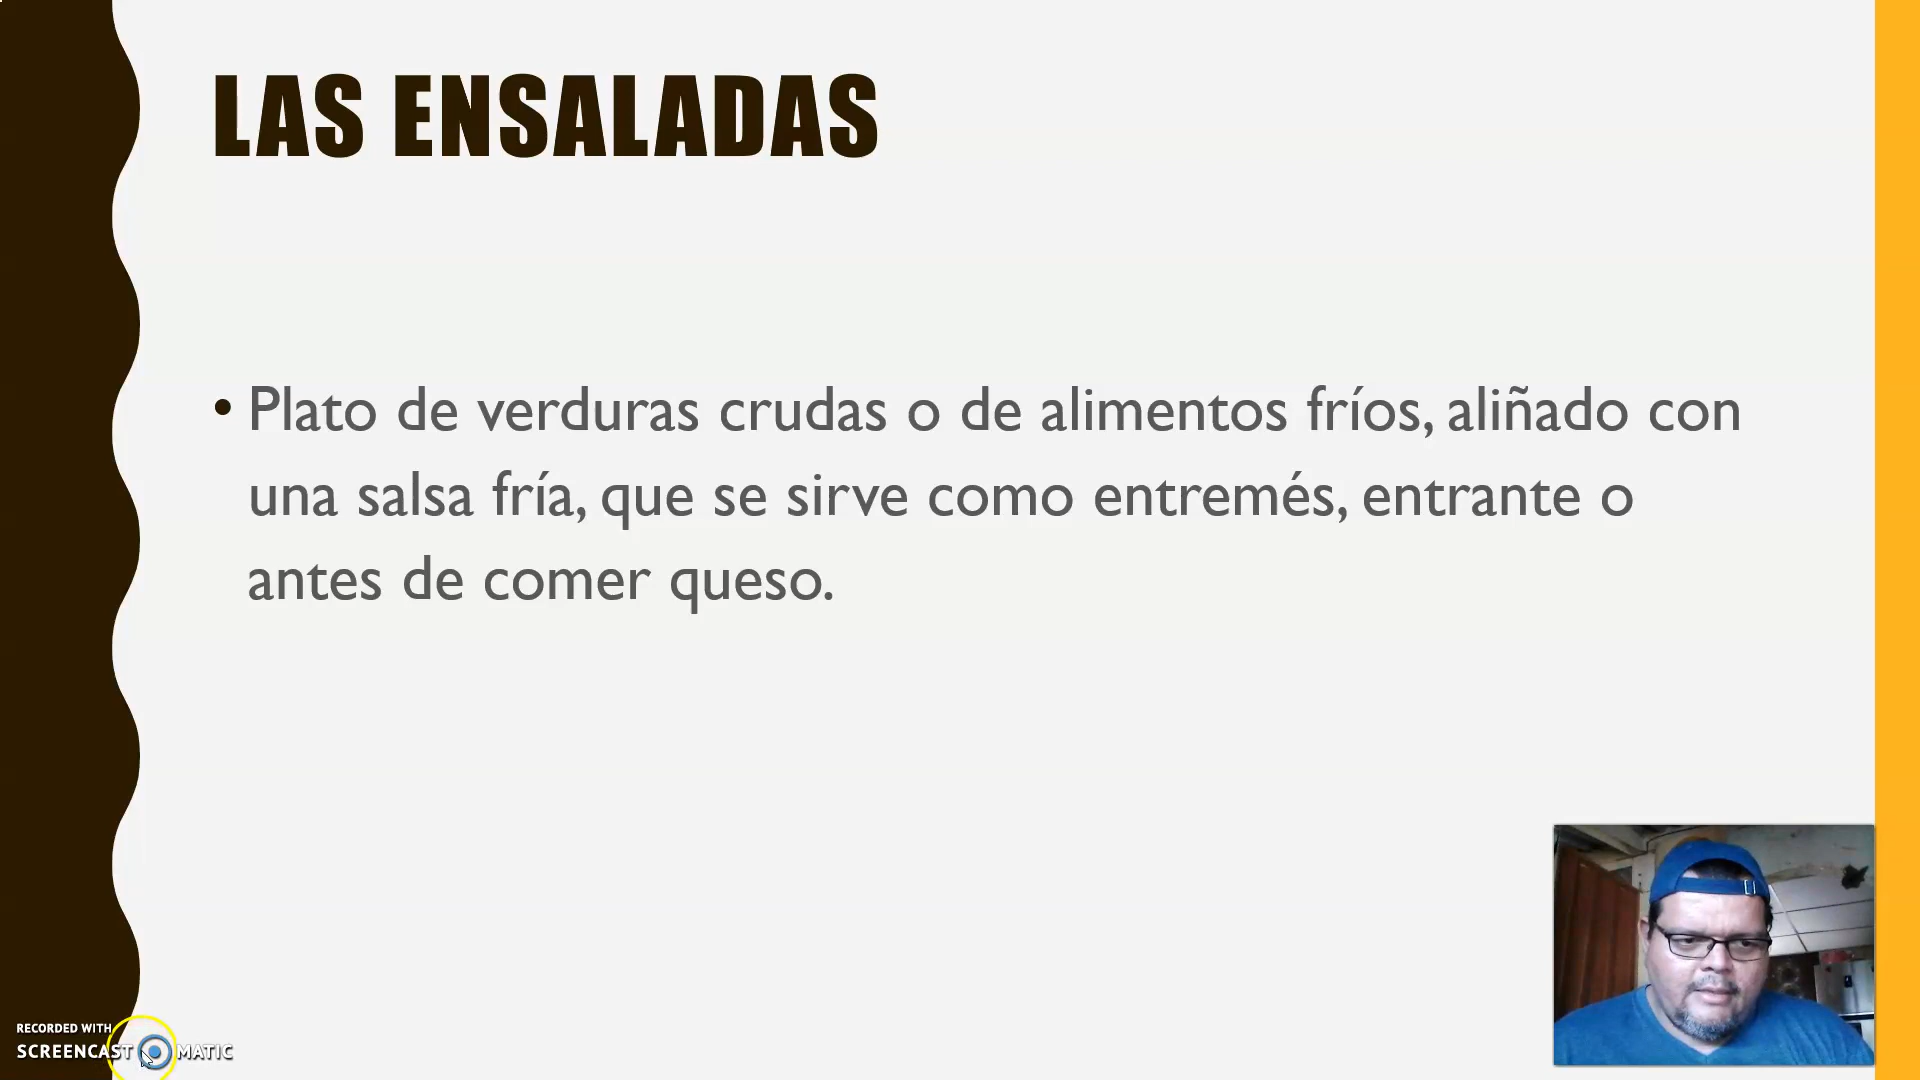 LAS ENSALADAS
• Plato de verduras crudas o de alimentos fríos, aliñado con
una salsa fría, que se sirve como entremés, entrante o
antes de comer queso.
RECORDED WITH
SCREENCAST MATIC